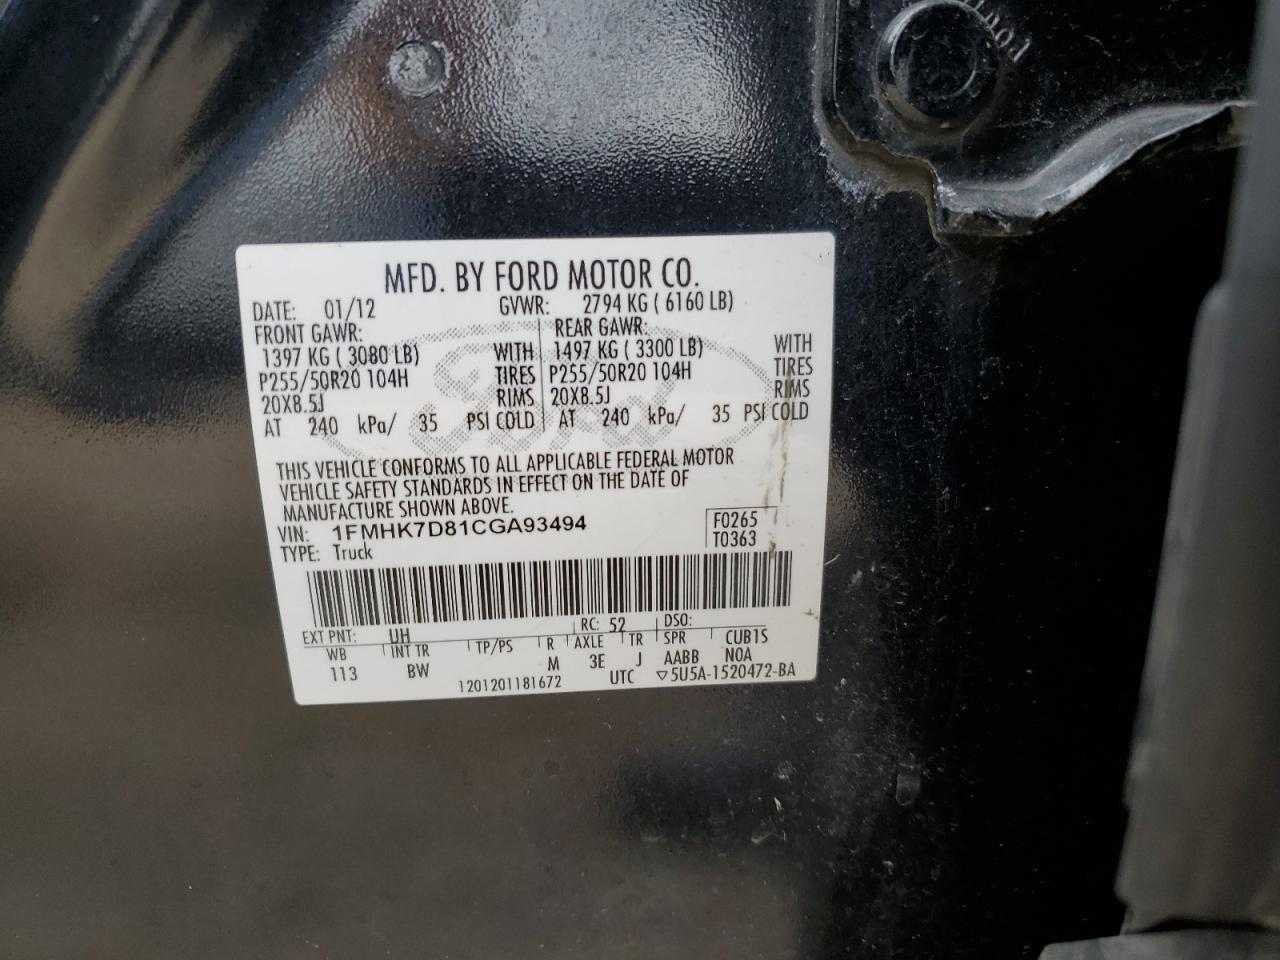 MFD. BY FORD MOTOR CO.
DATE: 01/12 GVWR: 2794 KG ( 6160 LB)
FRONT GAWR: REAR GAWR:
1397 KG ( 3080 LB) WITH 1497 KG ( 3300 LB) WITH
P255/50R20 104H TIRES P255/50R20 104H TIRES
20X8.5J RIMS 20X8.5J RIMS
AT 240 kPa/ 35 PSI COLD AT 240 kPa/ 35 PSI COLD
Ford
THIS VEHICLE CONFORMS TO ALL APPLICABLE FEDERAL MOTOR
VEHICLE SAFETY STANDARDS IN EFFECT ON THE DATE OF
MANUFACTURE SHOWN ABOVE.
VIN: 1FMHK7D81CGA93494 F0265
TYPE: Truck T0363
EXT PNT: UH RC: 52 DSO:
WB INT TR TP/PS R AXLE TR SPR CUB1S
113 BW M 3E J AABB NOA
1201201181672 UTC ▽5U5A-1520472-BA